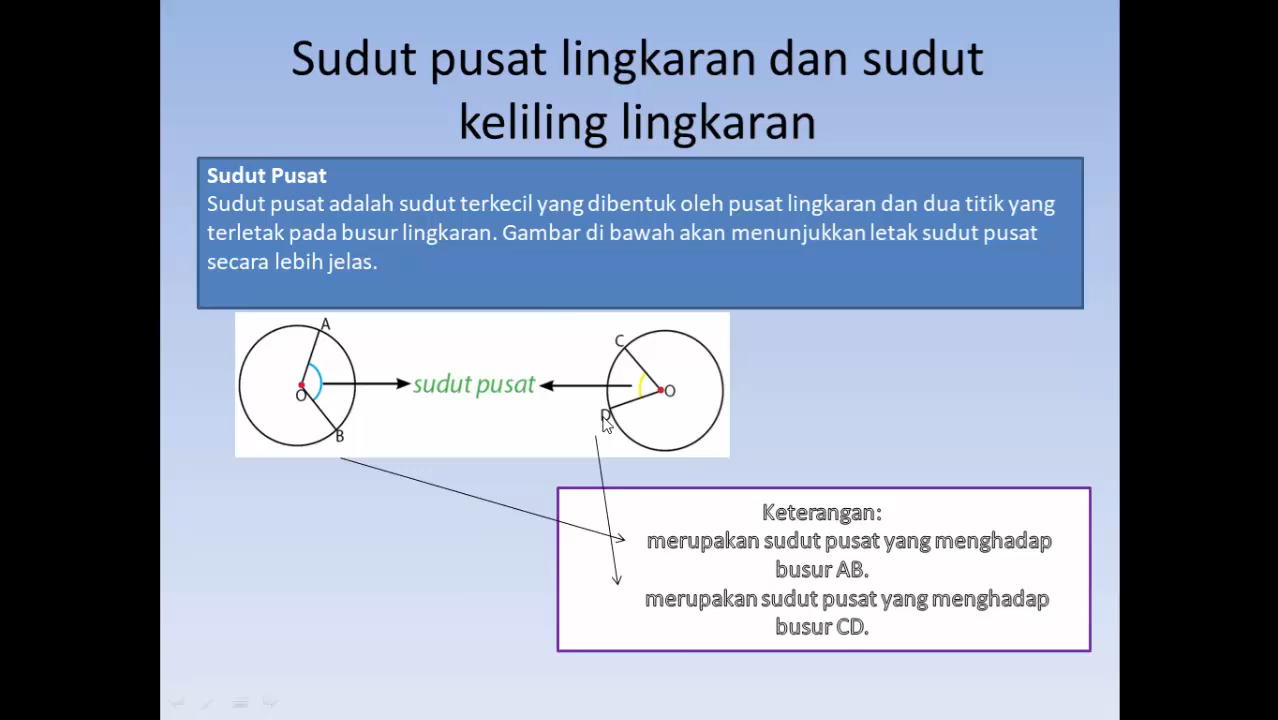 Sudut pusat lingkaran dan sudut
keliling lingkaran
Sudut Pusat
Sudut pusat adalah sudut terkecil yang dibentuk oleh pusat lingkaran dan dua titik yang
terletak pada busur lingkaran. Gambar di bawah akan menunjukkan letak sudut pusat
secara lebih jelas.
A
O
B
sudut pusat
C
O
D
Keterangan:
merupakan sudut pusat yang menghadap
busur AB.
merupakan sudut pusat yang menghadap
busur CD.